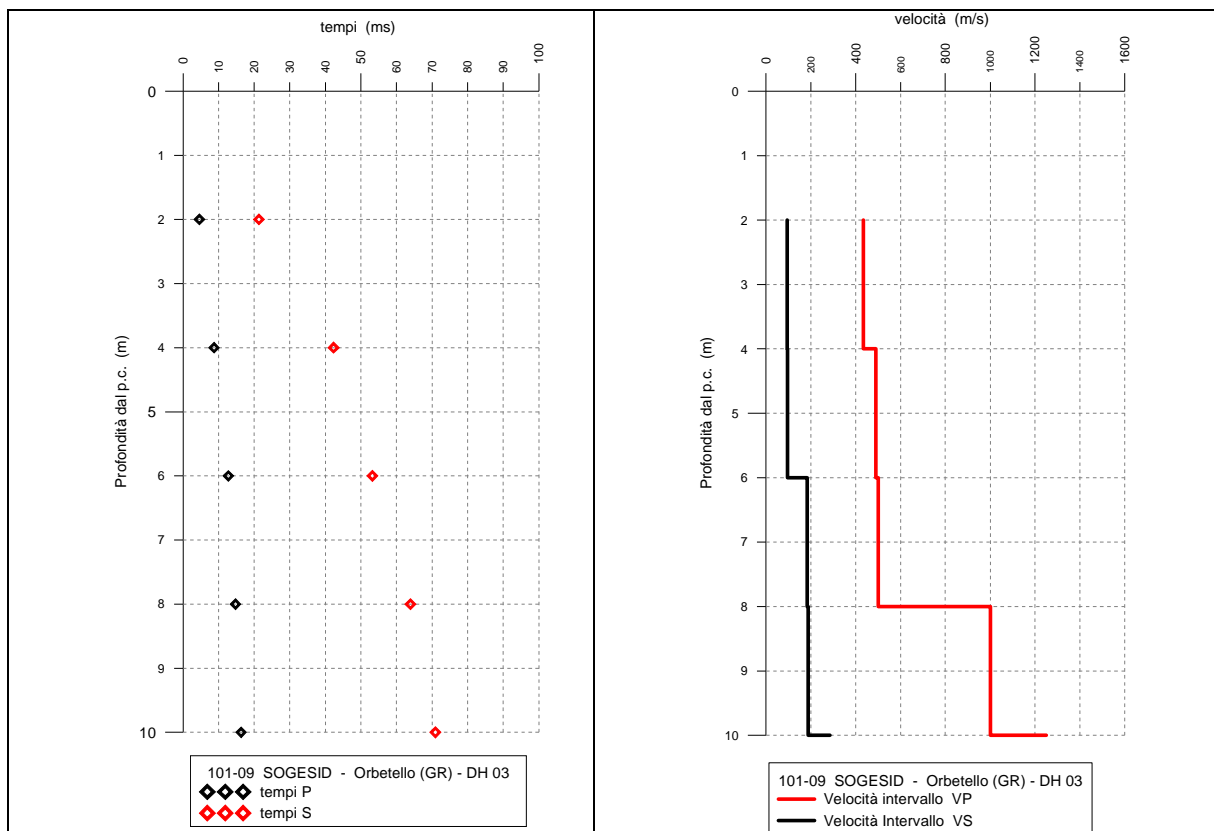 tempi (ms)
0 10 20 30 40 50 60 70 80 90 100
0
1
2
3
4
5
6
7
8
9
10
Profondità dal p.c. (m)
101-09 SOGESID - Orbetello (GR) - DH 03
tempi P
tempi S
velocità (m/s)
0 200 400 600 800 1000 1200 1400 1600
0
1
2
3
4
5
6
7
8
9
10
Profondità dal p.c. (m)
101-09 SOGESID - Orbetello (GR) - DH 03
Velocità intervallo VP
Velocità Intervallo VS